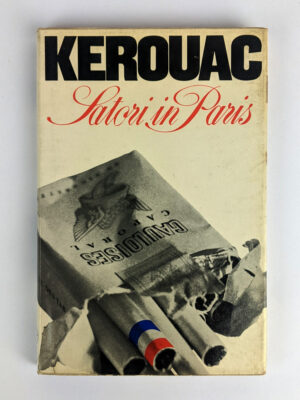 KEROUAC
Satori in Paris
GAULOISES
CAPORAL